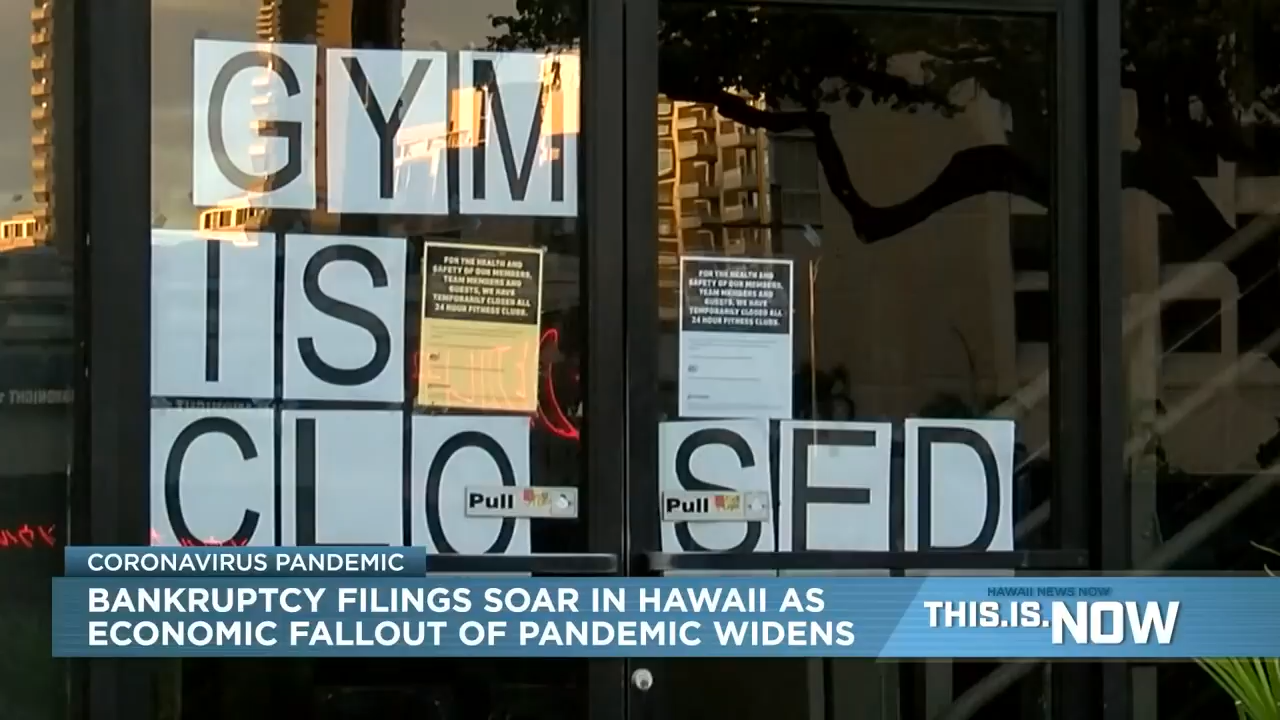 GYM
IS
CLOSED
FOR THE HEALTH AND
SAFETY OF OUR MEMBERS,
TEAM MEMBERS AND
GUESTS, WE HAVE
TEMPORARILY CLOSED ALL
24 HOUR FITNESS CLUBS.
FOR THE HEALTH AND
SAFETY OF OUR MEMBERS,
TEAM MEMBERS AND
GUESTS, WE HAVE
TEMPORARILY CLOSED ALL
24 HOUR FITNESS CLUBS.
Pull
Pull
CORONAVIRUS PANDEMIC
BANKRUPTCY FILINGS SOAR IN HAWAII AS
ECONOMIC FALLOUT OF PANDEMIC WIDENS
HAWAII NEWS NOW
THIS.IS.NOW